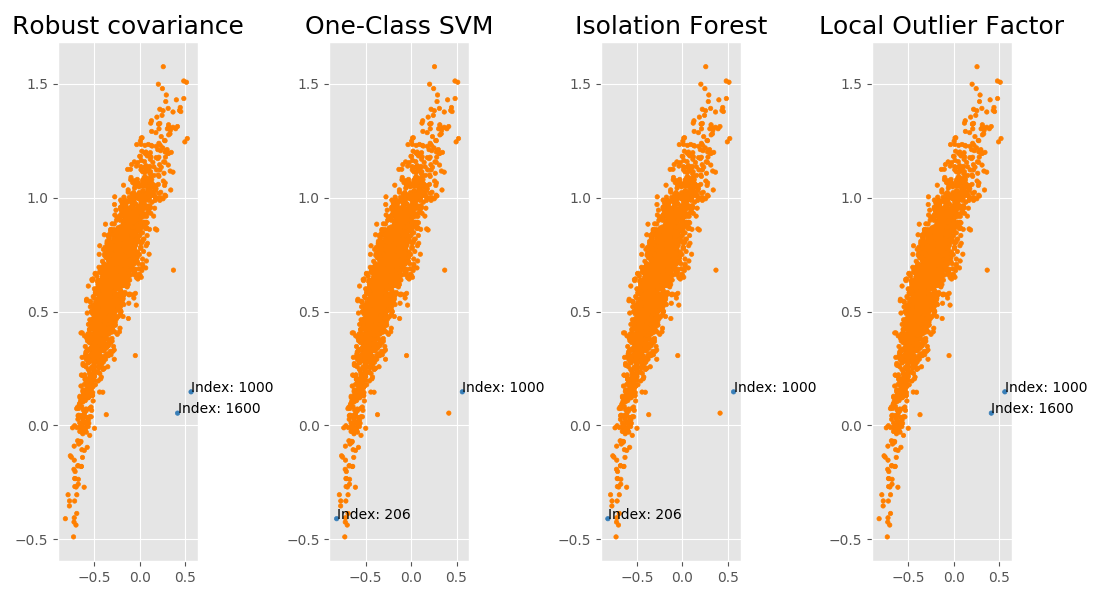 Robust covariance
1.5
1.0
0.5
0.0
−0.5
−0.5 0.0 0.5
Index: 1000
Index: 1600
One-Class SVM
1.5
1.0
0.5
0.0
−0.5
−0.5 0.0 0.5
Index: 1000
Index: 206
Isolation Forest
1.5
1.0
0.5
0.0
−0.5
−0.5 0.0 0.5
Index: 1000
Index: 206
Local Outlier Factor
1.5
1.0
0.5
0.0
−0.5
−0.5 0.0 0.5
Index: 1000
Index: 1600